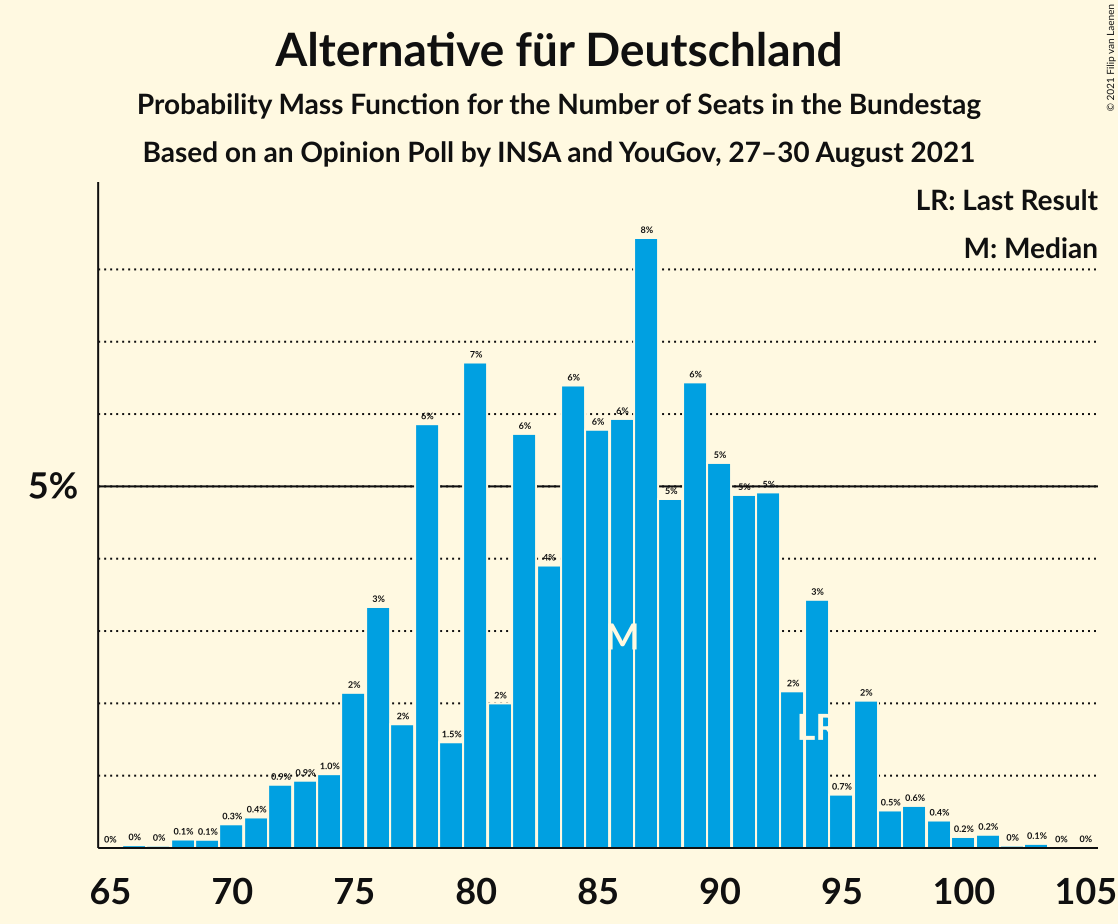 Alternative für Deutschland
Probability Mass Function for the Number of Seats in the Bundestag
Based on an Opinion Poll by INSA and YouGov, 27–30 August 2021
© 2021 Filip van Laenen
LR: Last Result
M: Median
5%
0% 0% 0% 0.1% 0.1% 0.3% 0.4% 0.9% 0.9% 1.0% 2% 3% 2% 6% 1.5% 7% 2% 6% 4% 6% 6% 6% 8% 5% 6% 5% 5% 5% 2% 3% 0.7% 2% 0.5% 0.6% 0.4% 0.2% 0.2% 0% 0.1% 0% 0%
M
LR
65 70 75 80 85 90 95 100 105